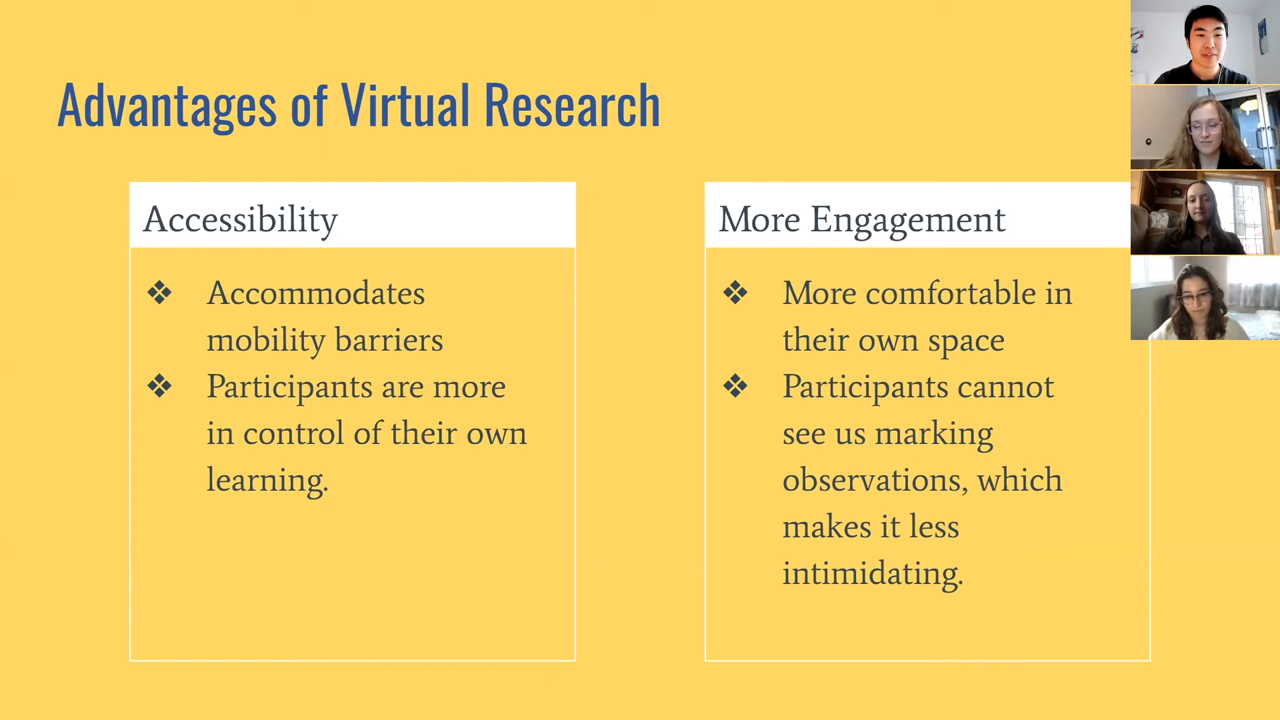 Advantages of Virtual Research
Accessibility
❖ Accommodates
mobility barriers
❖ Participants are more
in control of their own
learning.
More Engagement
❖ More comfortable in
their own space
❖ Participants cannot
see us marking
observations, which
makes it less
intimidating.